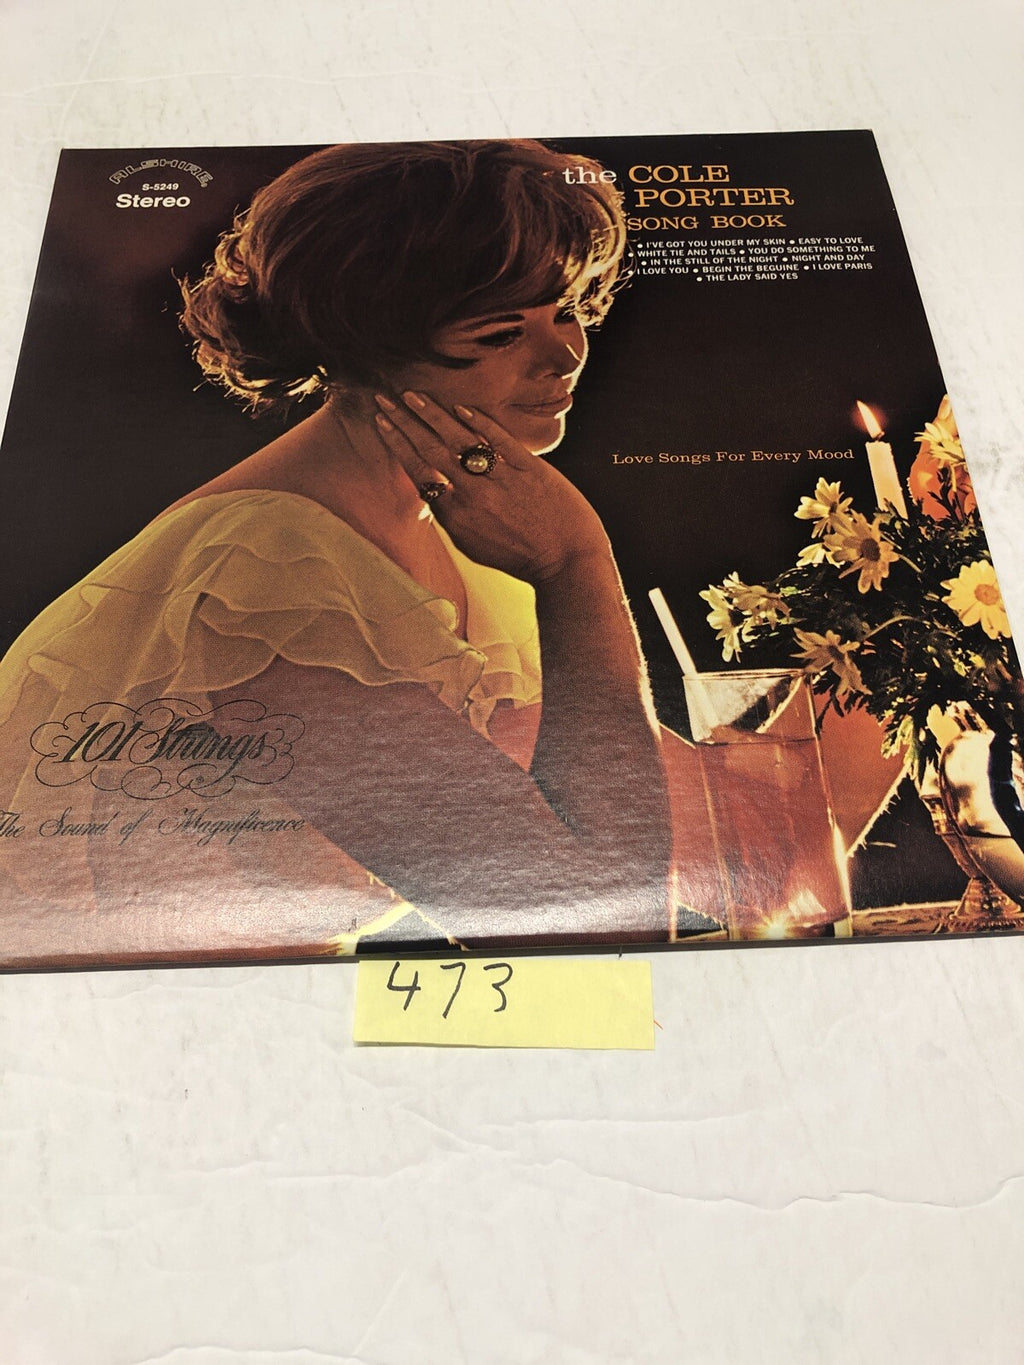 ALSHIRE
S-5249
Stereo
the COLE
PORTER
SONG BOOK
• I'VE GOT YOU UNDER MY SKIN • EASY TO LOVE
• WHITE TIE AND TAILS • YOU DO SOMETHING TO ME
• IN THE STILL OF THE NIGHT • NIGHT AND DAY
• I LOVE YOU • BEGIN THE BEGUINE • I LOVE PARIS
• THE LADY SAID YES
Love Songs For Every Mood
101 Strings®
The Sound of Magnificence
473